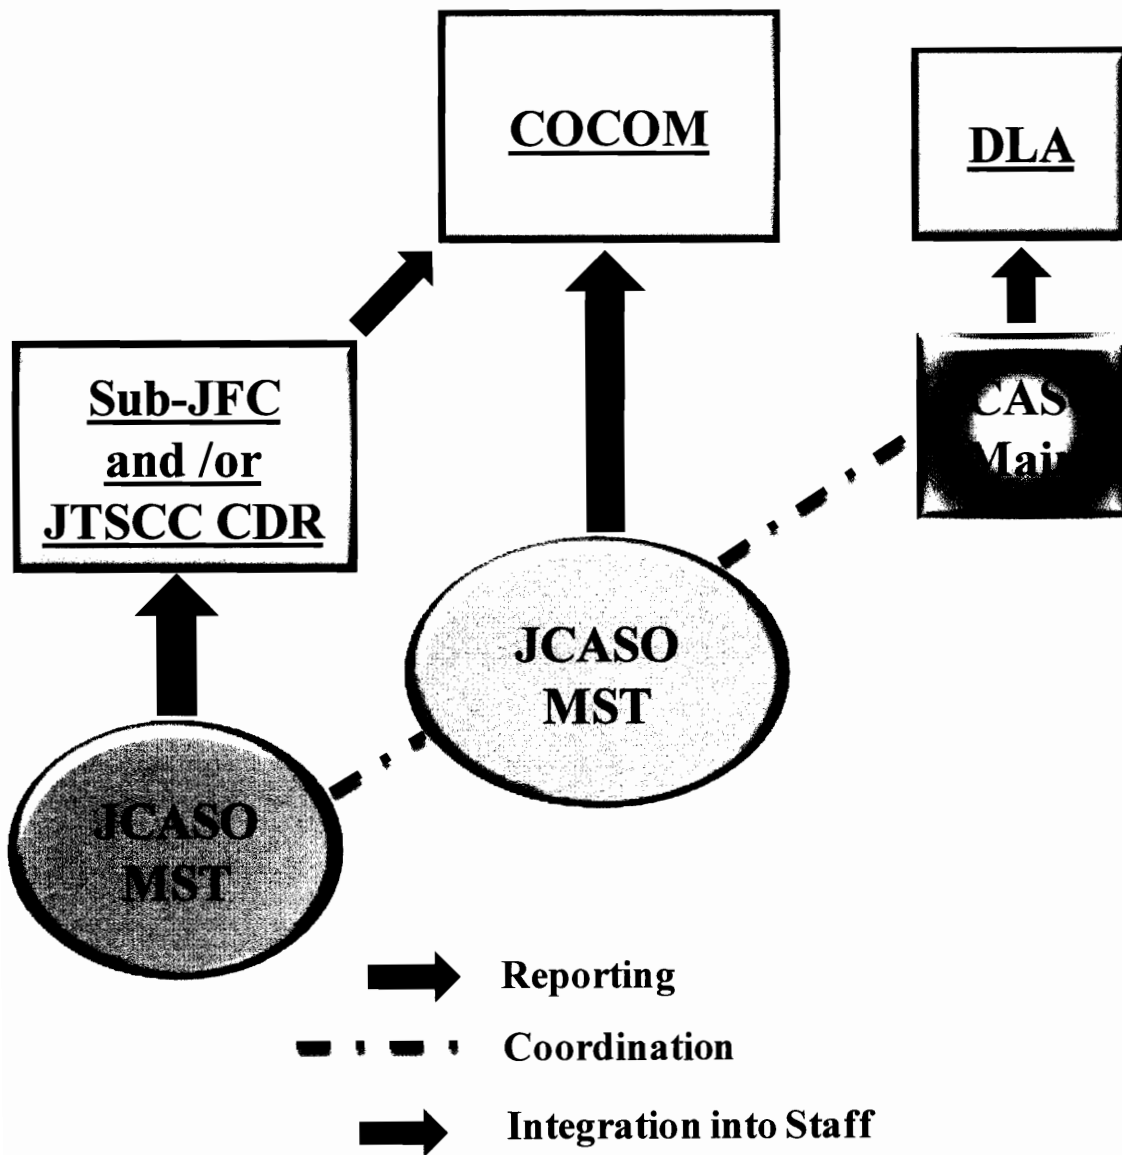 COCOM
DLA
Sub-JFC
and /or
JTSCC CDR
JCASO
MST
JCASO
MST
Reporting
Coordination
Integration into Staff